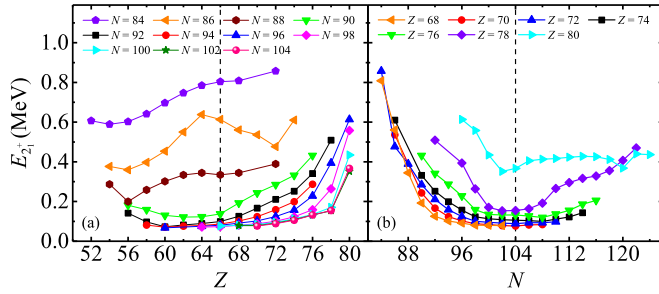 N = 84 N = 86 N = 88 N = 90
N = 92 N = 94 N = 96 N = 98
N = 100 N = 102 N = 104
Z = 68 Z = 70 Z = 72 Z = 74
Z = 76 Z = 78 Z = 80
E2₁⁺ (MeV)
1.0
0.8
0.6
0.4
0.2
0.0
(a)
(b)
52 56 60 64 68 72 76 80 88 96 104 112 120
Z
N